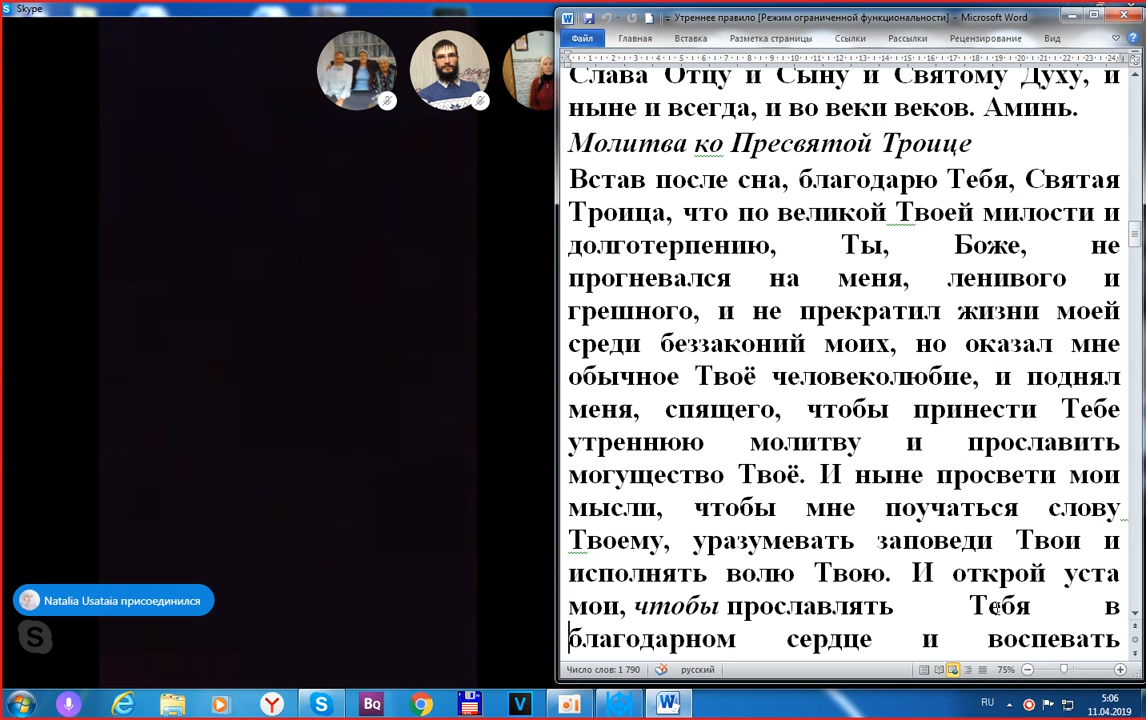 Skype
Утреннее правило [Режим ограниченной функциональности] - Microsoft Word
Файл Главная Вставка Разметка страницы Ссылки Рассылки Рецензирование Вид
Слава Отцу и Сыну и Святому Духу, и
ныне и всегда, и во веки веков. Аминь.
Молитва ко Пресвятой Троице
Встав после сна, благодарю Тебя, Святая
Троица, что по великой Твоей милости и
долготерпению, Ты, Боже, не
прогневался на меня, ленивого и
грешного, и не прекратил жизни моей
среди беззаконий моих, но оказал мне
обычное Твоё человеколюбие, и поднял
меня, спящего, чтобы принести Тебе
утреннюю молитву и прославить
могущество Твоё. И ныне просвети мои
мысли, чтобы мне поучаться слову
Твоему, уразумевать заповеди Твои и
исполнять волю Твою. И открой уста
мои, чтобы прославлять Тебя в
благодарном сердце и воспевать
Natalia Usataia присоединился
Число слов: 1 790 русский 75%
RU 5:06
11.04.2019